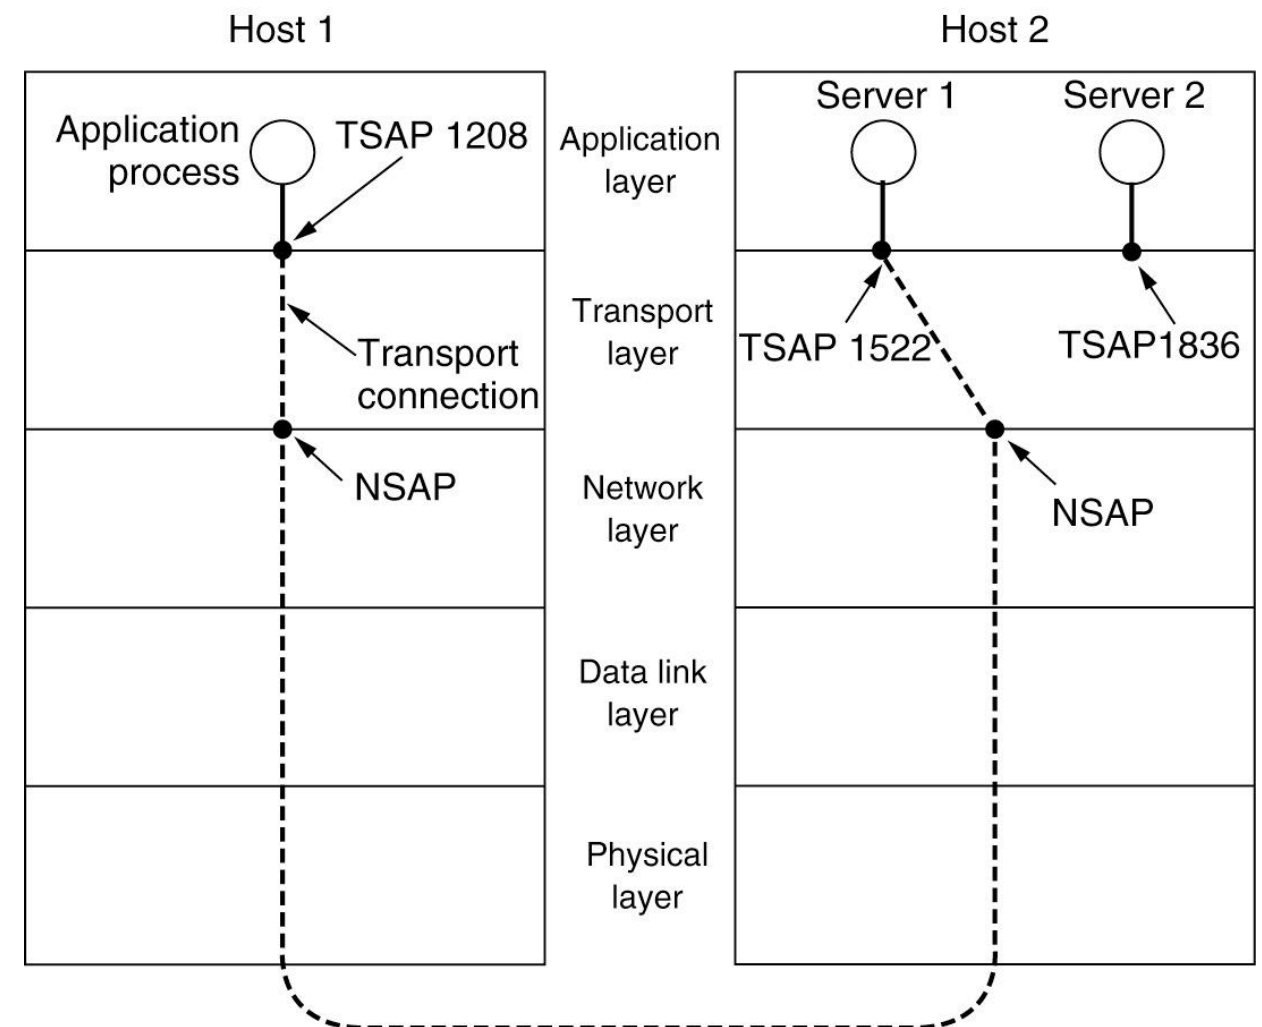 Host 1
Host 2
Application
process
TSAP 1208
Application
layer
Server 1
Server 2
Transport
connection
Transport
layer
TSAP 1522
TSAP1836
NSAP
Network
layer
NSAP
Data link
layer
Physical
layer